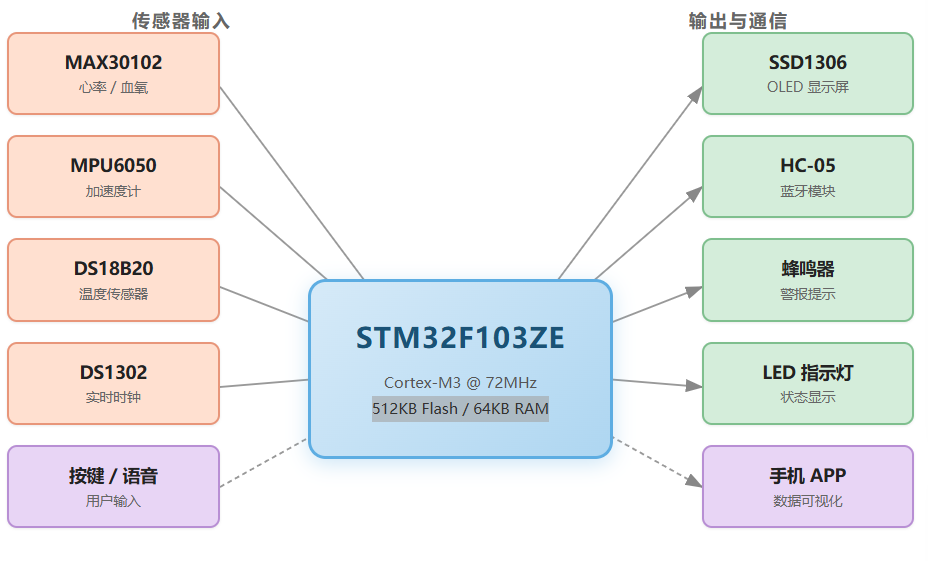 传感器输入
MAX30102
心率 / 血氧
MPU6050
加速度计
DS18B20
温度传感器
DS1302
实时时钟
按键 / 语音
用户输入
STM32F103ZE
Cortex-M3 @ 72MHz
512KB Flash / 64KB RAM
输出与通信
SSD1306
OLED 显示屏
HC-05
蓝牙模块
蜂鸣器
警报提示
LED 指示灯
状态显示
手机 APP
数据可视化